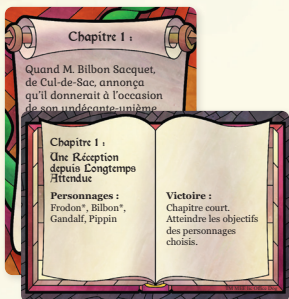 Chapitre 1 :
Quand M. Bilbon Sacquet,
de Cul-de-Sac, annonça
qu'il donnerait à l'occasion
de son undécante-unième
Chapitre 1 :
Une Réception
depuis Longtemps
Attendue
Personnages :
Frodon*, Bilbon*,
Gandalf, Pippin
Victoire :
Chapitre court.
Atteindre les objectifs
des personnages
choisis.